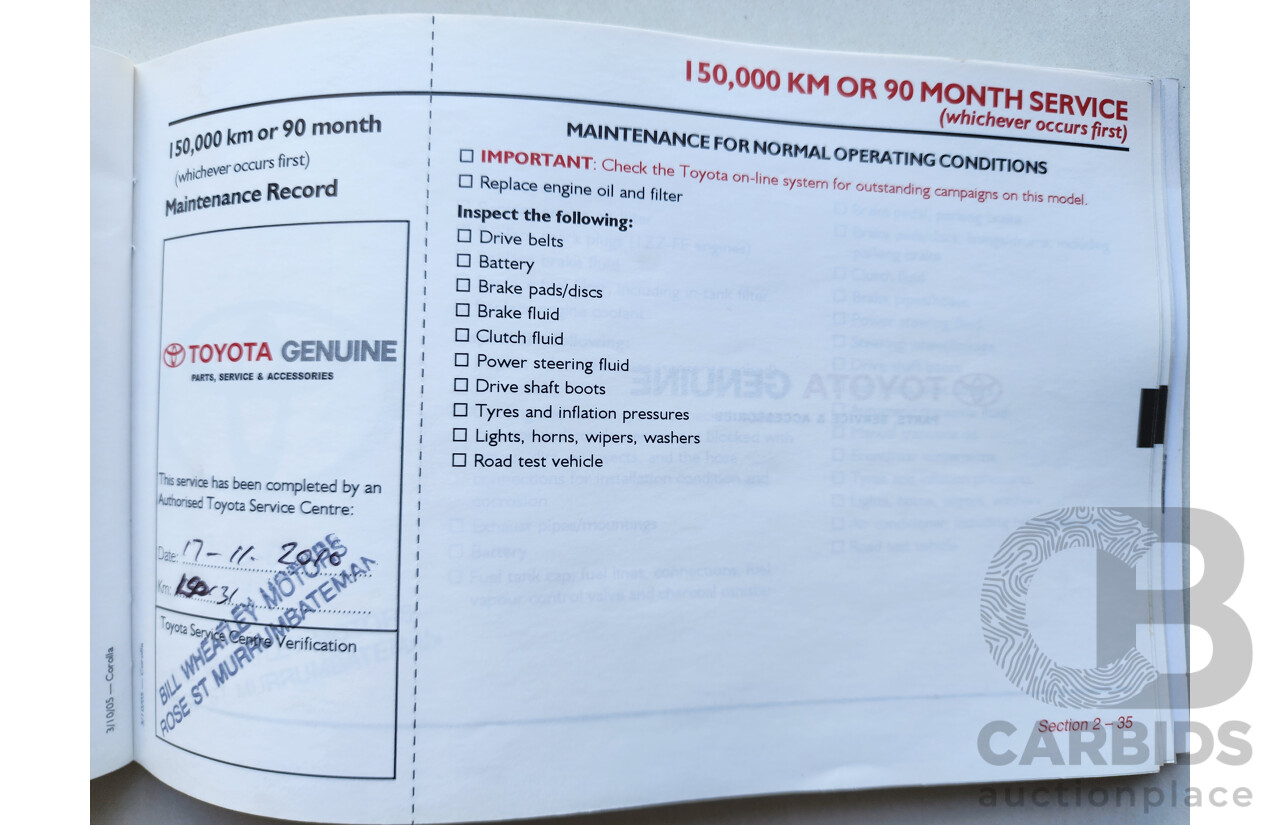 150,000 KM OR 90 MONTH SERVICE
(whichever occurs first)
150,000 km or 90 month
(whichever occurs first)
Maintenance Record
TOYOTA GENUINE
PARTS, SERVICE & ACCESSORIES
This service has been completed by an
Authorised Toyota Service Centre:
Date: 17-11.
Km:
Toyota Service Centre Verification
BILL WHEATLEY MOTORS
ROSE ST MURRUMBATEMAN
3/10/05 — Corolla
MAINTENANCE FOR NORMAL OPERATING CONDITIONS
IMPORTANT: Check the Toyota on-line system for outstanding campaigns on this model.
Replace engine oil and filter
Inspect the following:
Drive belts
Battery
Brake pads/discs
Brake fluid
Clutch fluid
Power steering fluid
Drive shaft boots
Tyres and inflation pressures
Lights, horns, wipers, washers
Road test vehicle
Section 2 – 35
CB
CARBIDS
auctionplace